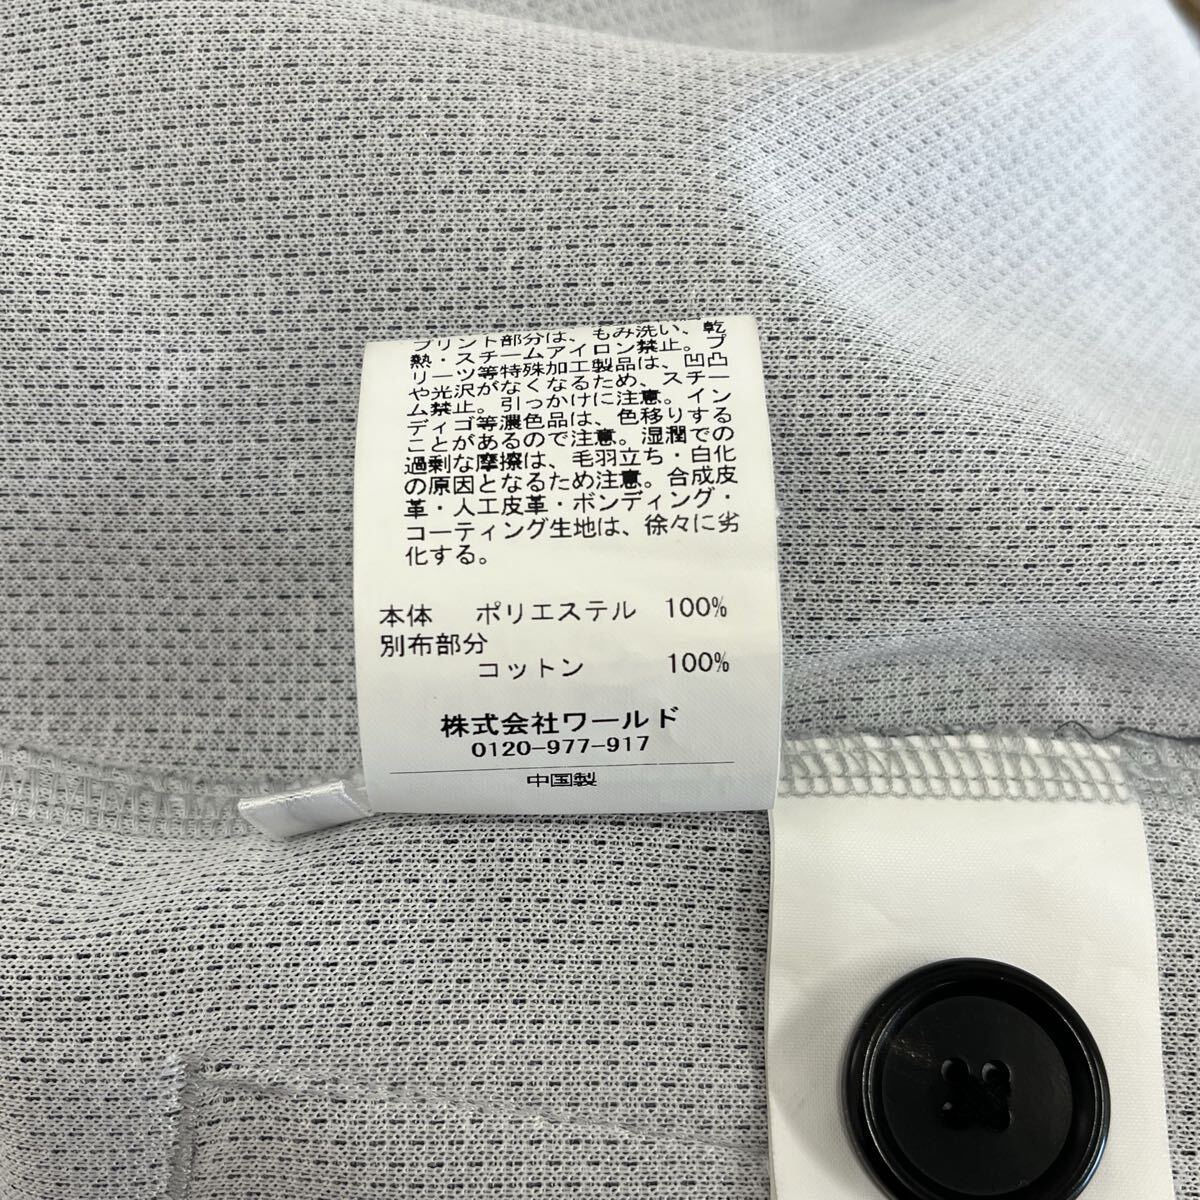 プリント部分は、もみ洗い、乾
熱・スチームアイロン禁止。プ
リーツ等特殊加工製品は、凹凸
や光沢がなくなるため、スチー
ム禁止。引っかけに注意。イン
ディゴ等濃色品は、色移りする
ことがあるので注意。湿潤での
過剰な摩擦は、毛羽立ち・白化
の原因となるため注意。合成皮
革・人工皮革・ボンディング・
コーティング生地は、徐々に劣
化する。
本体 ポリエステル 100%
別布部分
コットン 100%
株式会社ワールド
0120-977-917
中国製